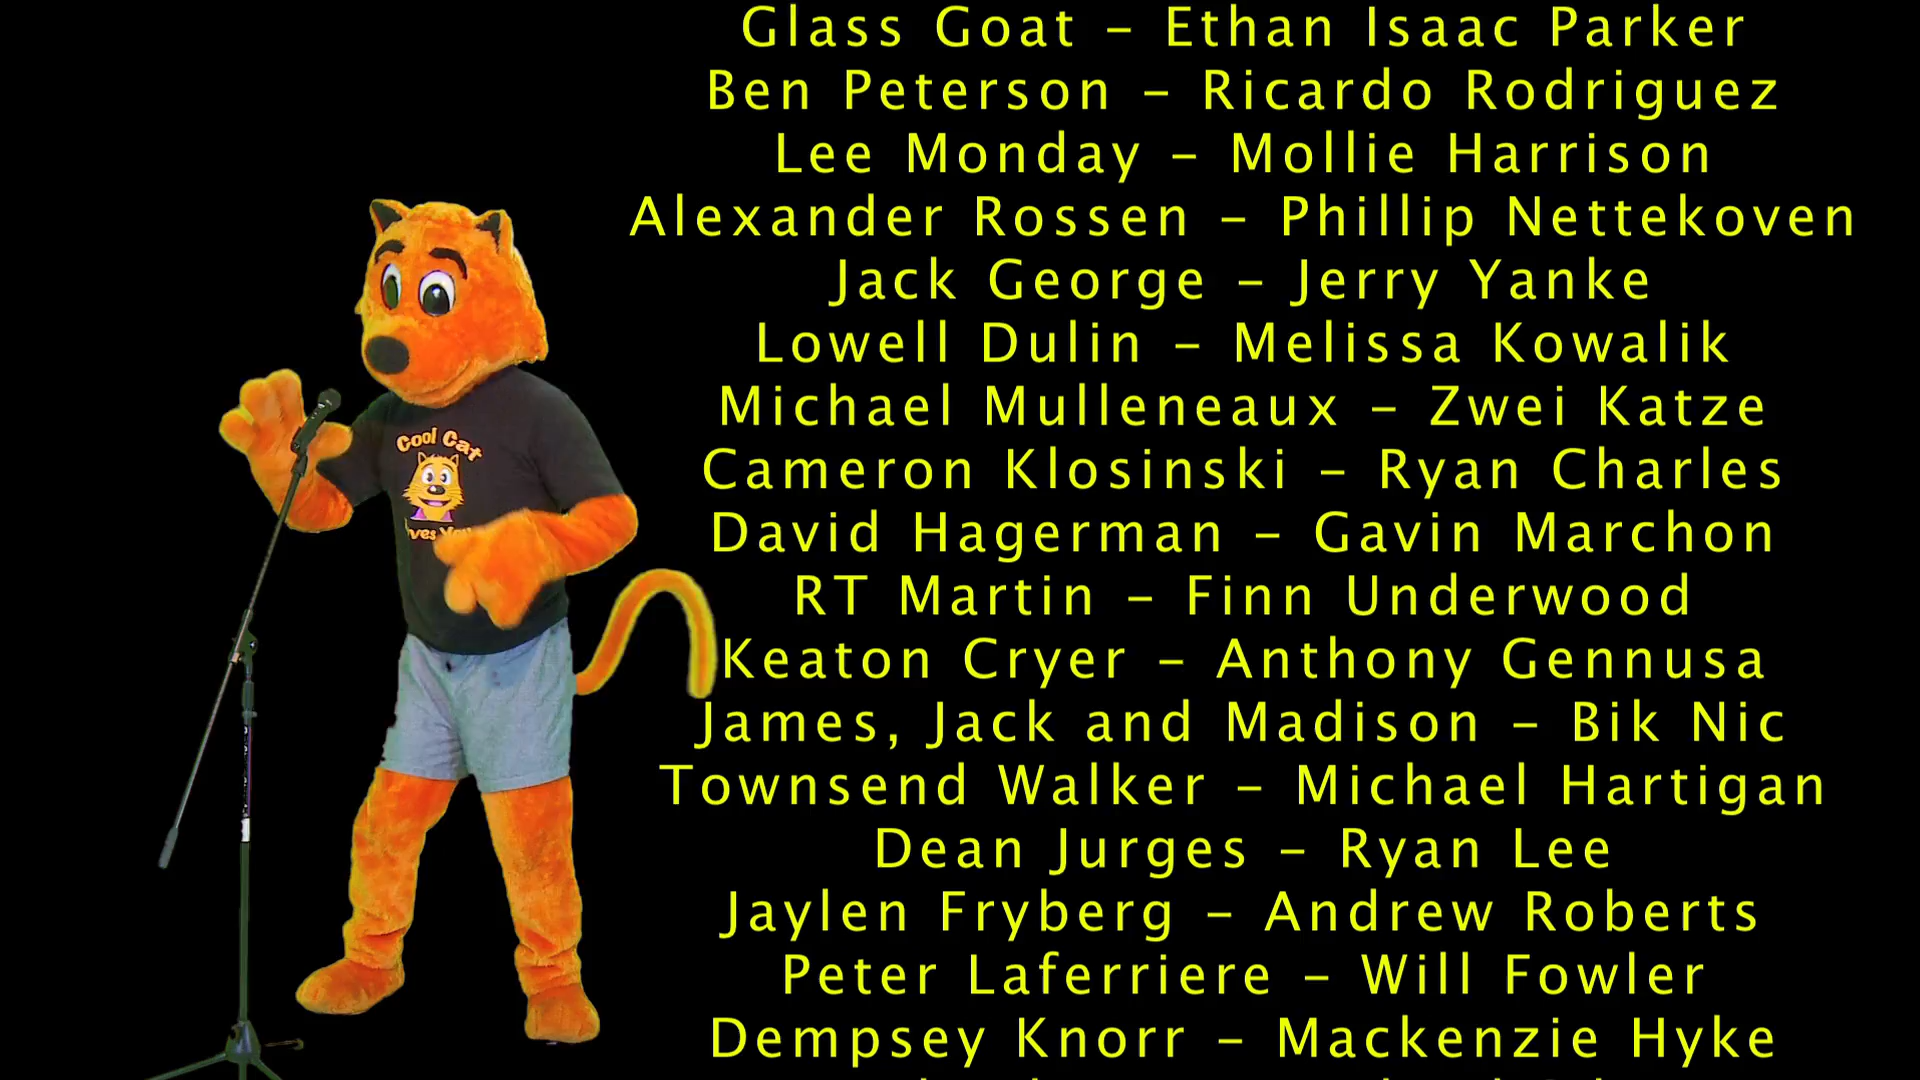 Glass Goat – Ethan Isaac Parker
Ben Peterson – Ricardo Rodriguez
Lee Monday – Mollie Harrison
Alexander Rossen – Phillip Nettekoven
Jack George – Jerry Yanke
Lowell Dulin – Melissa Kowalik
Michael Mulleneaux – Zwei Katze
Cameron Klosinski – Ryan Charles
David Hagerman – Gavin Marchon
RT Martin – Finn Underwood
Keaton Cryer – Anthony Gennusa
James, Jack and Madison – Bik Nic
Townsend Walker – Michael Hartigan
Dean Jurges – Ryan Lee
Jaylen Fryberg – Andrew Roberts
Peter Laferriere – Will Fowler
Dempsey Knorr – Mackenzie Hyke
Cool Cat